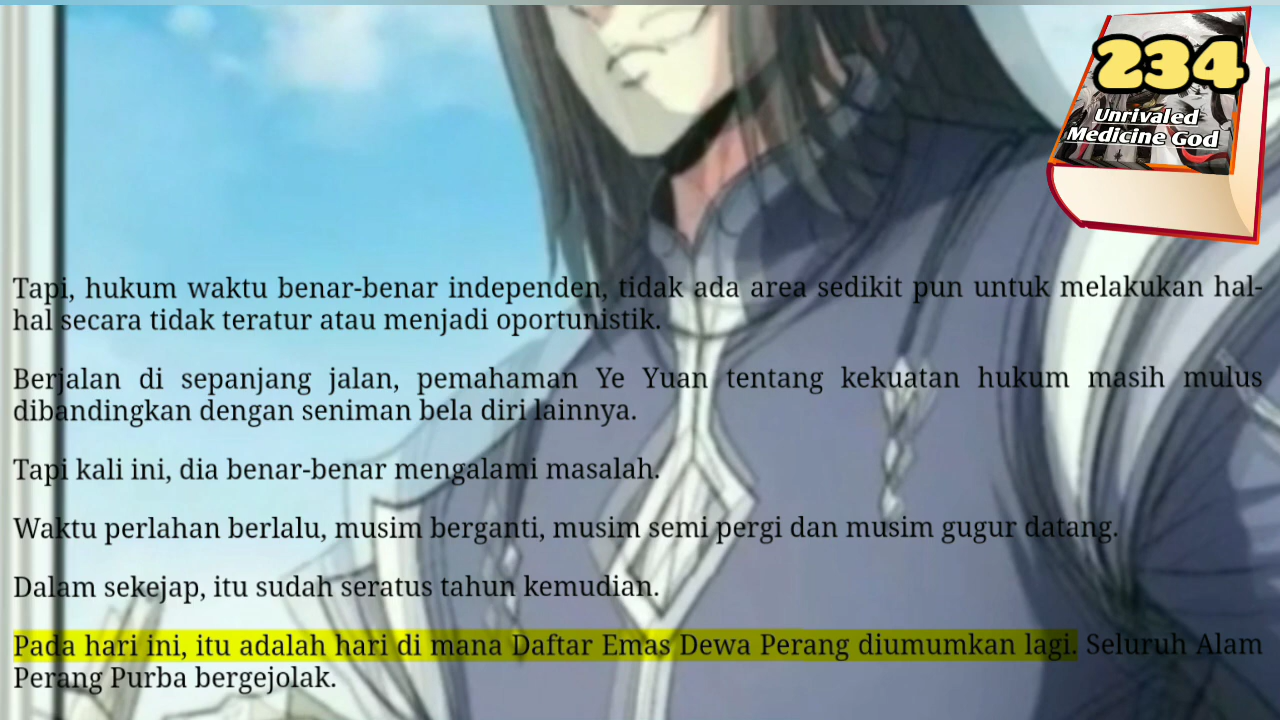 234
Unrivaled
Medicine God
Tapi, hukum waktu benar-benar independen, tidak ada area sedikit pun untuk melakukan hal-
hal secara tidak teratur atau menjadi oportunistik.
Berjalan di sepanjang jalan, pemahaman Ye Yuan tentang kekuatan hukum masih mulus
dibandingkan dengan seniman bela diri lainnya.
Tapi kali ini, dia benar-benar mengalami masalah.
Waktu perlahan berlalu, musim berganti, musim semi pergi dan musim gugur datang.
Dalam sekejap, itu sudah seratus tahun kemudian.
Pada hari ini, itu adalah hari di mana Daftar Emas Dewa Perang diumumkan lagi. Seluruh Alam
Perang Purba bergejolak.